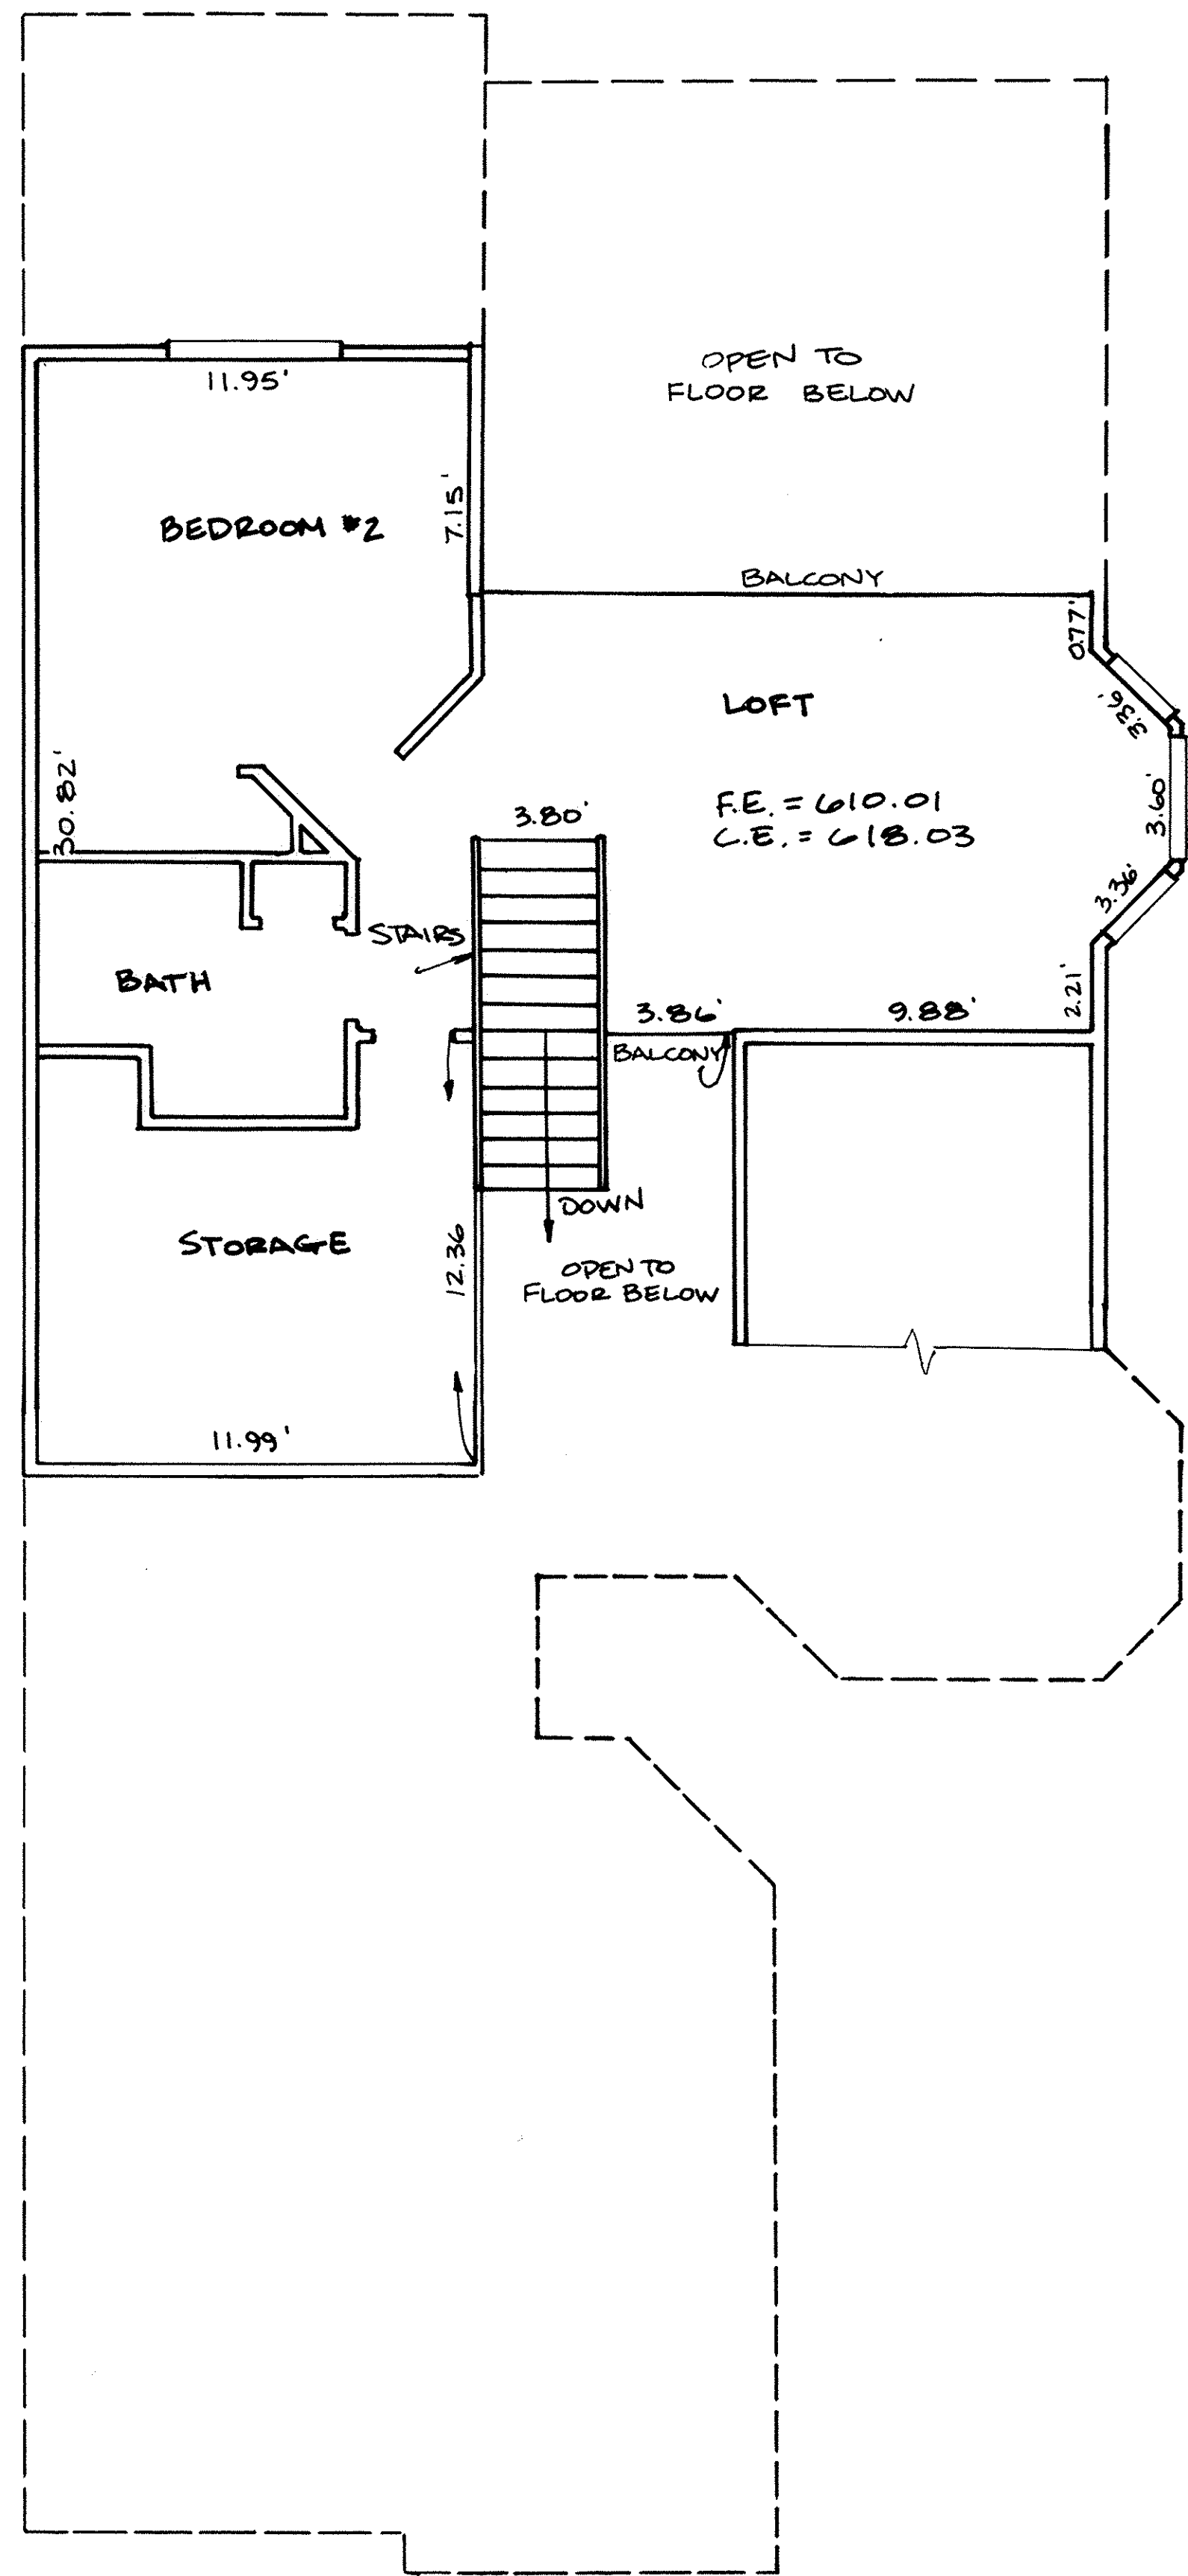 OPEN TO
FLOOR BELOW
11.95'
7.15'
BEDROOM #2
BALCONY
0.77'
LOFT
3.36'
30.82'
3.80'
F.E. = 610.01
C.E. = 618.03
3.60'
3.36'
STAIRS
BATH
3.86'
9.88'
2.21'
BALCONY
DOWN
STORAGE
12.36
OPEN TO
FLOOR BELOW
11.99'